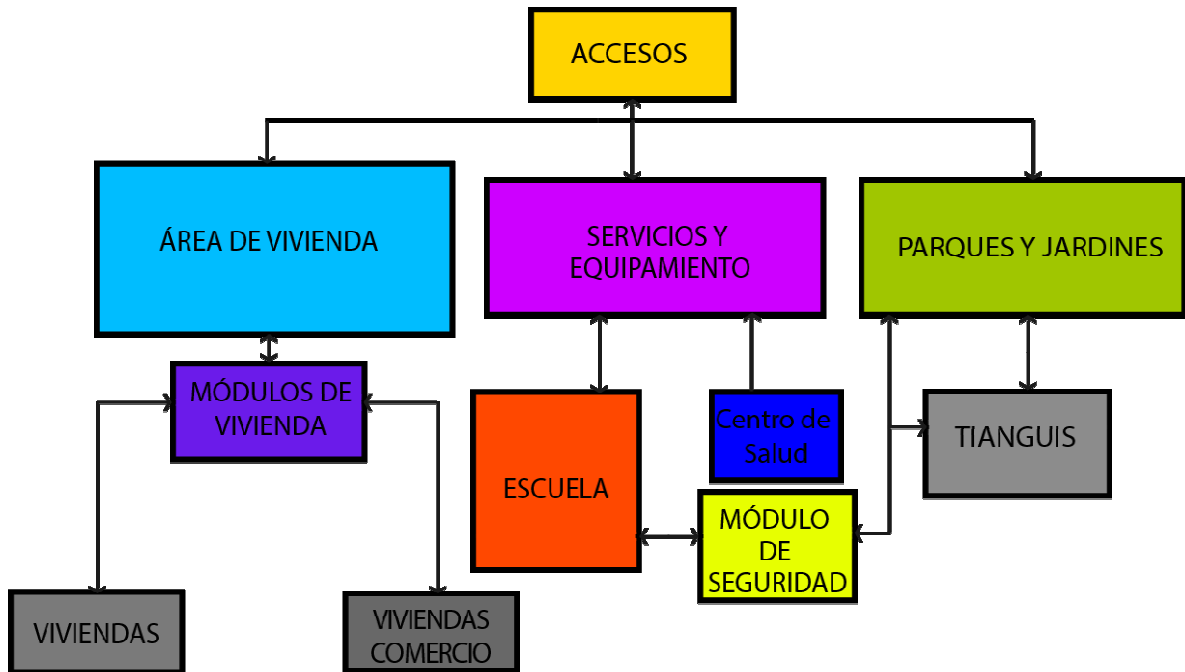 ACCESOS
ÁREA DE VIVIENDA
SERVICIOS Y
EQUIPAMIENTO
PARQUES Y JARDINES
MÓDULOS DE
VIVIENDA
Centro de
Salud
TIANGUIS
ESCUELA
MÓDULO
DE
SEGURIDAD
VIVIENDAS
VIVIENDAS
COMERCIO